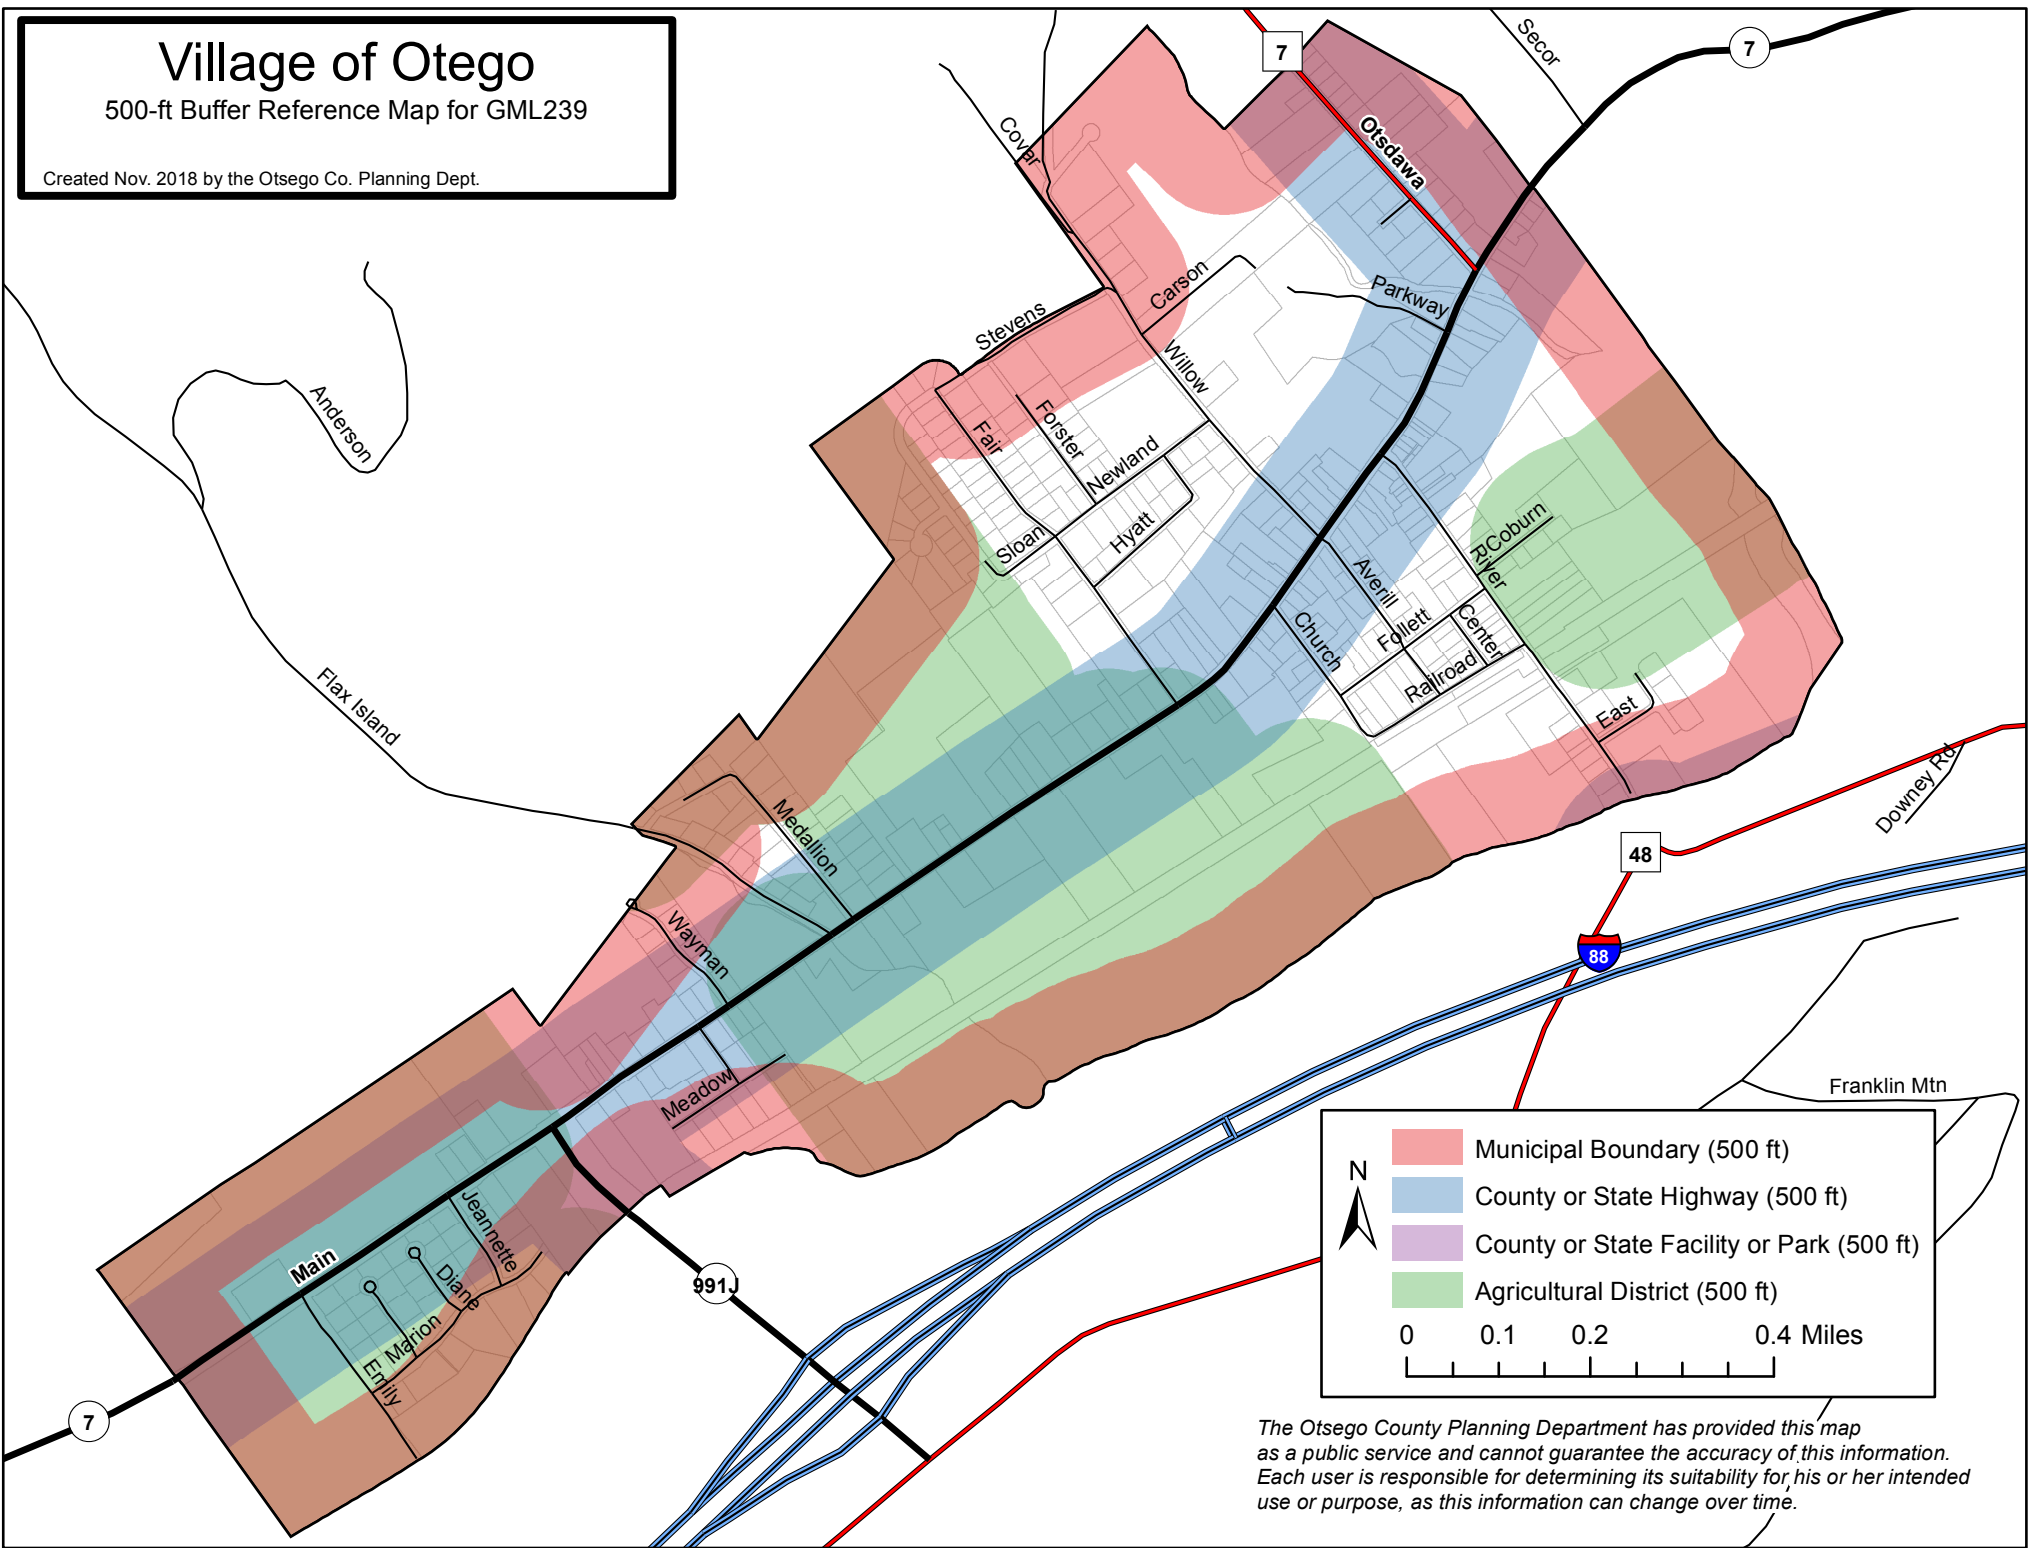 Village of Otego
500-ft Buffer Reference Map for GML239
Created Nov. 2018 by the Otsego Co. Planning Dept.
7
Secor
7
Covar
Otsdawa
Carson
Parkway
Stevens
Willow
Anderson
Fair
Forster
Newland
Sloan
Hyatt
Coburn
River
Averill
Church
Follett
Center
Railroad
Flax Island
East
Medallion
Downey Rd
48
Wayman
88
Meadow
Franklin Mtn
Jeannette
Main
Diane
991J
Marion
Emily
7
N
Municipal Boundary (500 ft)
County or State Highway (500 ft)
County or State Facility or Park (500 ft)
Agricultural District (500 ft)
0 0.1 0.2 0.4 Miles
The Otsego County Planning Department has provided this map
as a public service and cannot guarantee the accuracy of this information.
Each user is responsible for determining its suitability for his or her intended
use or purpose, as this information can change over time.